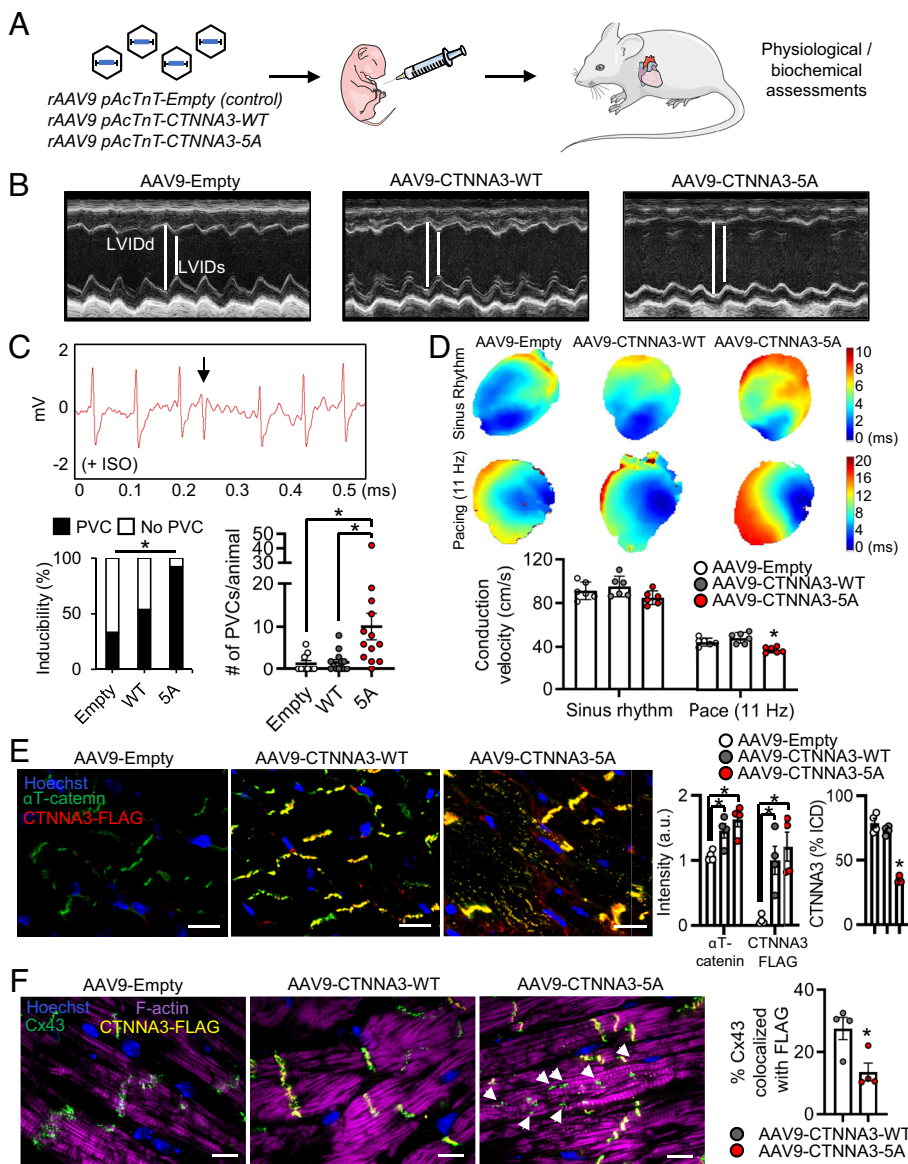 A
rAAV9 pAcTnT-Empty (control)
rAAV9 pAcTnT-CTNNA3-WT
rAAV9 pAcTnT-CTNNA3-5A
Physiological /
biochemical
assessments
B
AAV9-Empty
AAV9-CTNNA3-WT
AAV9-CTNNA3-5A
LVIDd
LVIDs
C
2
0
-2
mV
(+ ISO)
0
0.1
0.2
0.3
0.4
0.5
(ms)
PVC
No PVC
*
100
50
0
Inducibility (%)
Empty
WT
5A
*
*
50
40
30
20
10
0
# of PVCs/animal
Empty
WT
5A
D
AAV9-Empty
AAV9-CTNNA3-WT
AAV9-CTNNA3-5A
Sinus Rhythm
10
8
6
4
2
0 (ms)
Pacing (11 Hz)
20
16
12
8
4
0 (ms)
AAV9-Empty
AAV9-CTNNA3-WT
AAV9-CTNNA3-5A
120
80
40
0
Conduction
velocity (cm/s)
*
Sinus rhythm
Pace (11 Hz)
E
AAV9-Empty
AAV9-CTNNA3-WT
AAV9-CTNNA3-5A
Hoechst
αT-catenin
CTNNA3-FLAG
AAV9-Empty
AAV9-CTNNA3-WT
AAV9-CTNNA3-5A
2
1
0
Intensity (a.u.)
*
*
*
*
αT-
catenin
CTNNA3
FLAG
100
50
0
CTNNA3 (% ICD)
*
F
AAV9-Empty
AAV9-CTNNA3-WT
AAV9-CTNNA3-5A
Hoechst
F-actin
Cx43
CTNNA3-FLAG
40
20
0
% Cx43
colocalized
with FLAG
*
AAV9-CTNNA3-WT
AAV9-CTNNA3-5A